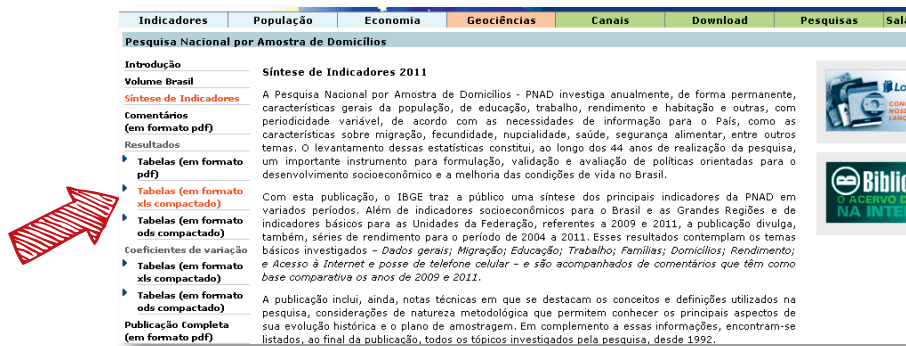 Indicadores População Economia Geociências Canais Download Pesquisas
Pesquisa Nacional por Amostra de Domicílios
Introdução
Volume Brasil
Síntese de Indicadores
Comentários
(em formato pdf)
Resultados
Tabelas (em formato
pdf)
Tabelas (em formato
xls compactado)
Tabelas (em formato
ods compactado)
Coeficientes de variação
Tabelas (em formato
xls compactado)
Tabelas (em formato
ods compactado)
Publicação Completa
(em formato pdf)
Síntese de Indicadores 2011
A Pesquisa Nacional por Amostra de Domicílios - PNAD investiga anualmente, de forma permanente,
características gerais da população, de educação, trabalho, rendimento e habitação e outras, com
periodicidade variável, de acordo com as necessidades de informação para o País, como as
características sobre migração, fecundidade, nupcialidade, saúde, segurança alimentar, entre outros
temas. O levantamento dessas estatísticas constitui, ao longo dos 44 anos de realização da pesquisa,
um importante instrumento para formulação, validação e avaliação de políticas orientadas para o
desenvolvimento socioeconômico e a melhoria das condições de vida no Brasil.
Com esta publicação, o IBGE traz a público uma síntese dos principais indicadores da PNAD em
variados períodos. Além de indicadores socioeconômicos para o Brasil e as Grandes Regiões e de
indicadores básicos para as Unidades da Federação, referentes a 2009 e 2011, a publicação divulga,
também, séries de rendimento para o período de 2004 a 2011. Esses resultados contemplam os temas
básicos investigados – Dados gerais; Migração; Educação; Trabalho; Famílias; Domicílios; Rendimento;
e Acesso à Internet e posse de telefone celular – e são acompanhados de comentários que têm como
base comparativa os anos de 2009 e 2011.
A publicação inclui, ainda, notas técnicas em que se destacam os conceitos e definições utilizados na
pesquisa, considerações de natureza metodológica que permitem conhecer os principais aspectos de
sua evolução histórica e o plano de amostragem. Em complemento a essas informações, encontram-se
listados, ao final da publicação, todos os tópicos investigados pela pesquisa, desde 1992.
Bibli
O ACERVO D
NA INTE